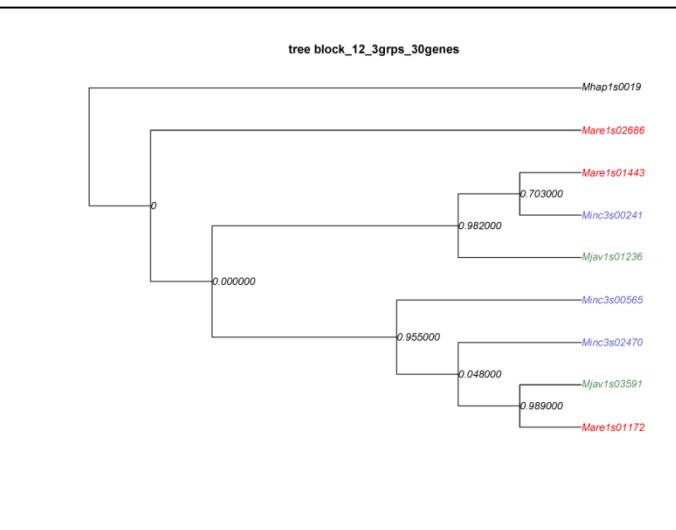 tree block_12_3grps_30genes
Mhap1s0019
Mare1s02686
Mare1s01443
0.703000
Minc3s00241
0.982000
Mjav1s01236
0
0.000000
Minc3s00565
0.955000
Minc3s02470
0.048000
Mjav1s03591
0.989000
Mare1s01172